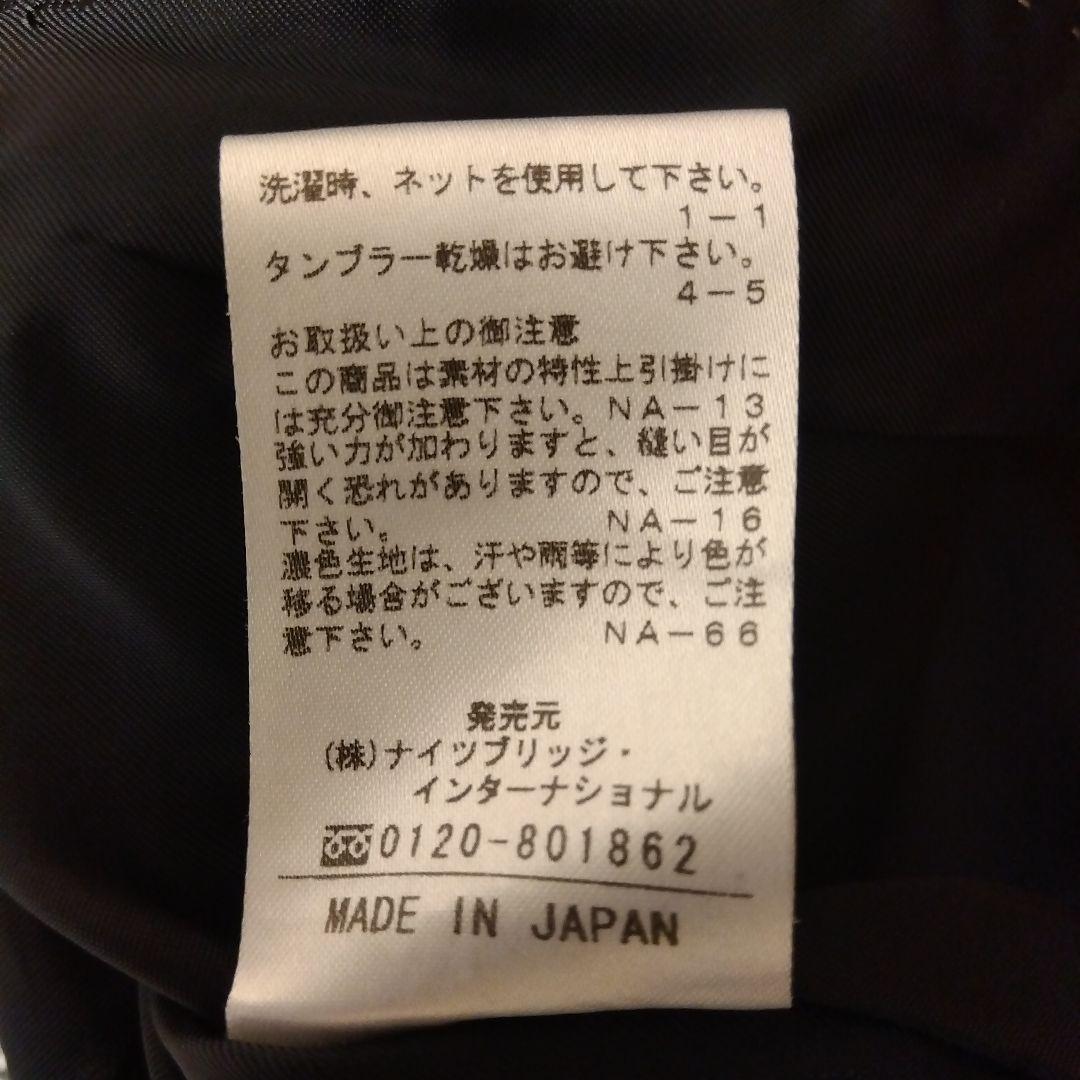 洗濯時、ネットを使用して下さい。
1-1
タンブラー乾燥はお避け下さい。
4-5
お取扱い上の御注意
この商品は素材の特性上引掛けに
は充分御注意下さい。NA-13
強い力が加わりますと、縫い目が
開く恐れがありますので、ご注意
下さい。 NA-16
濃色生地は、汗や雨等により色が
移る場合がございますので、ご注
意下さい。 NA-66
発売元
(株)ナイツブリッジ・
インターナショナル
0120-801862
MADE IN JAPAN